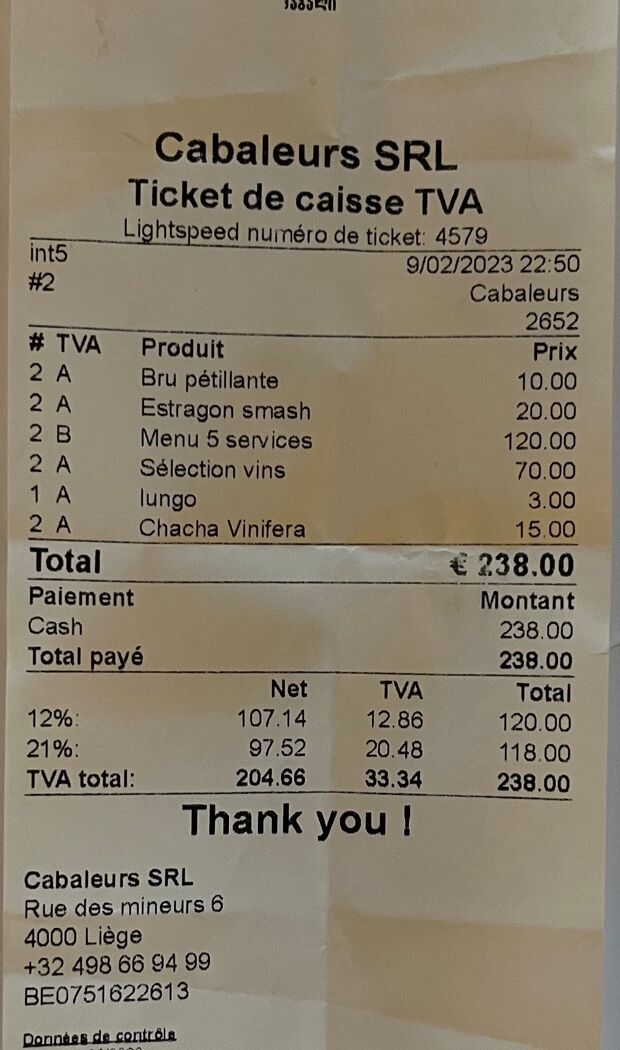 Cabaleurs SRL
Ticket de caisse TVA
Lightspeed numéro de ticket: 4579
int5 9/02/2023 22:50
#2 Cabaleurs
2652
# TVA Produit Prix
2 A Bru pétillante 10.00
2 A Estragon smash 20.00
2 B Menu 5 services 120.00
2 A Sélection vins 70.00
1 A lungo 3.00
2 A Chacha Vinifera 15.00
Total € 238.00
Paiement Montant
Cash 238.00
Total payé 238.00
Net TVA Total
12%: 107.14 12.86 120.00
21%: 97.52 20.48 118.00
TVA total: 204.66 33.34 238.00
Thank you !
Cabaleurs SRL
Rue des mineurs 6
4000 Liège
+32 498 66 94 99
BE0751622613
Données de contrôle